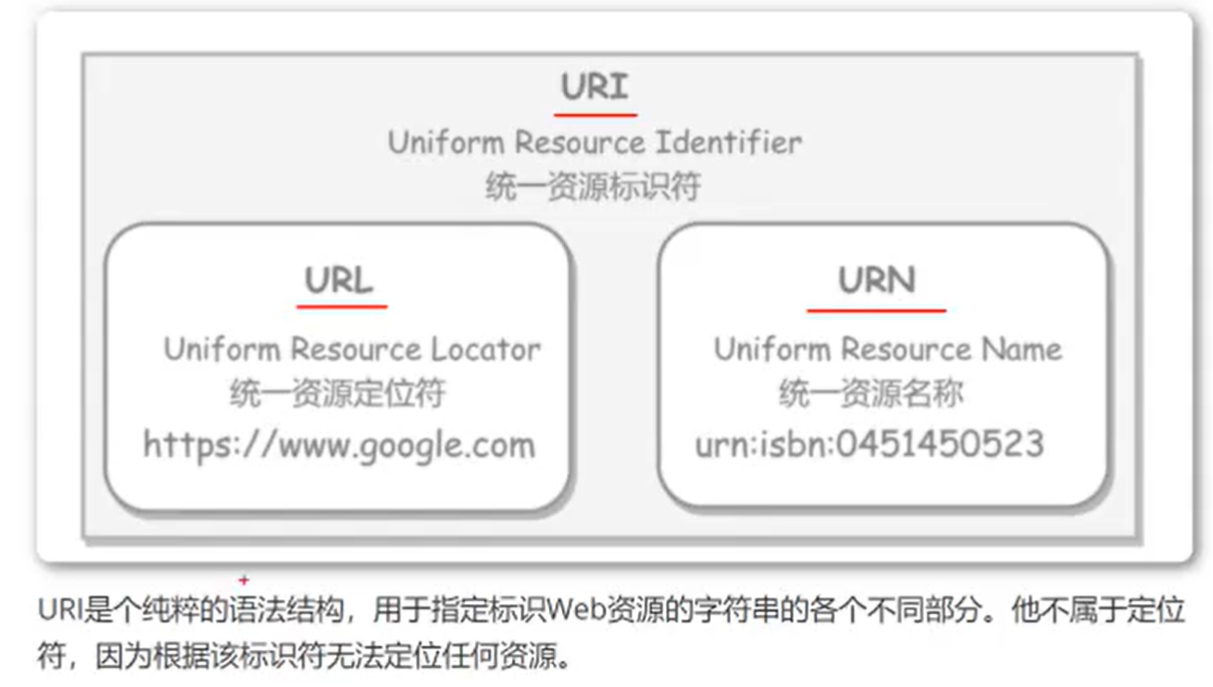 URI
Uniform Resource Identifier
统一资源标识符
URL
Uniform Resource Locator
统一资源定位符
https://www.google.com
URN
Uniform Resource Name
统一资源名称
urn:isbn:0451450523
URI是个纯粹的语法结构，用于指定标识Web资源的字符串的各个不同部分。他不属于定位
符，因为根据该标识符无法定位任何资源。